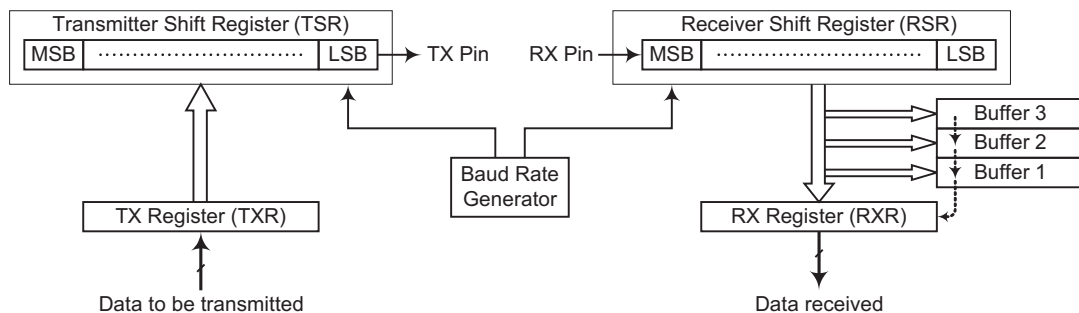 Transmitter Shift Register (TSR)
MSB ........................................ LSB
TX Pin
RX Pin
Receiver Shift Register (RSR)
MSB ........................................ LSB
Buffer 3
Buffer 2
Buffer 1
Baud Rate
Generator
TX Register (TXR)
RX Register (RXR)
Data to be transmitted
Data received